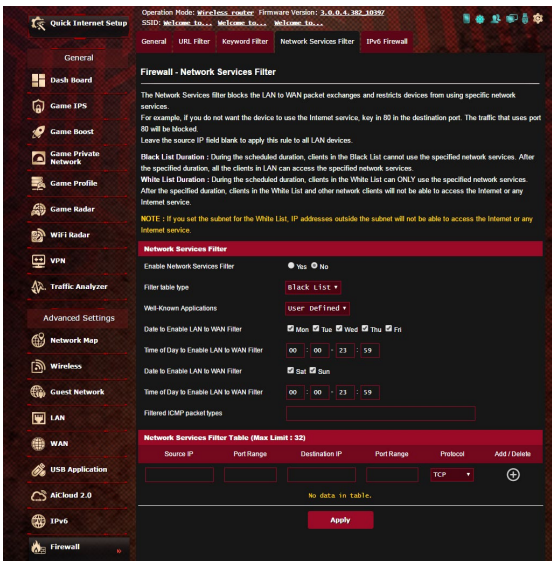 Quick Internet Setup
Operation Mode: Wireless router Firmware Version: 3.0.0.4.382_10397
SSID: Welcome to... Welcome to... Welcome to...
General URL Filter Keyword Filter Network Services Filter IPv6 Firewall
General
Dash Board
Game IPS
Game Boost
Game Private
Network
Game Profile
Game Radar
WiFi Radar
VPN
Traffic Analyzer
Advanced Settings
Network Map
Wireless
Guest Network
LAN
WAN
USB Application
AiCloud 2.0
IPv6
Firewall »
Firewall - Network Services Filter
The Network Services filter blocks the LAN to WAN packet exchanges and restricts devices from using specific network
services.
For example, if you do not want the device to use the Internet service, key in 80 in the destination port. The traffic that uses port
80 will be blocked.
Leave the source IP field blank to apply this rule to all LAN devices.
Black List Duration : During the scheduled duration, clients in the Black List cannot use the specified network services. After
the specified duration, all the clients in LAN can access the specified network services.
White List Duration : During the scheduled duration, clients in the White List can ONLY use the specified network services.
After the specified duration, clients in the White List and other network clients will not be able to access the Internet or any
Internet service.
NOTE : If you set the subnet for the White List, IP addresses outside the subnet will not be able to access the Internet or any
Internet service.
Network Services Filter
Enable Network Services Filter Yes No
Filter table type Black List
Well-Known Applications User Defined
Date to Enable LAN to WAN Filter Mon Tue Wed Thu Fri
Time of Day to Enable LAN to WAN Filter 00 : 00 - 23 : 59
Date to Enable LAN to WAN Filter Sat Sun
Time of Day to Enable LAN to WAN Filter 00 : 00 - 23 : 59
Filtered ICMP packet types
Network Services Filter Table (Max Limit : 32)
Source IP Port Range Destination IP Port Range Protocol Add / Delete
TCP
No data in table.
Apply